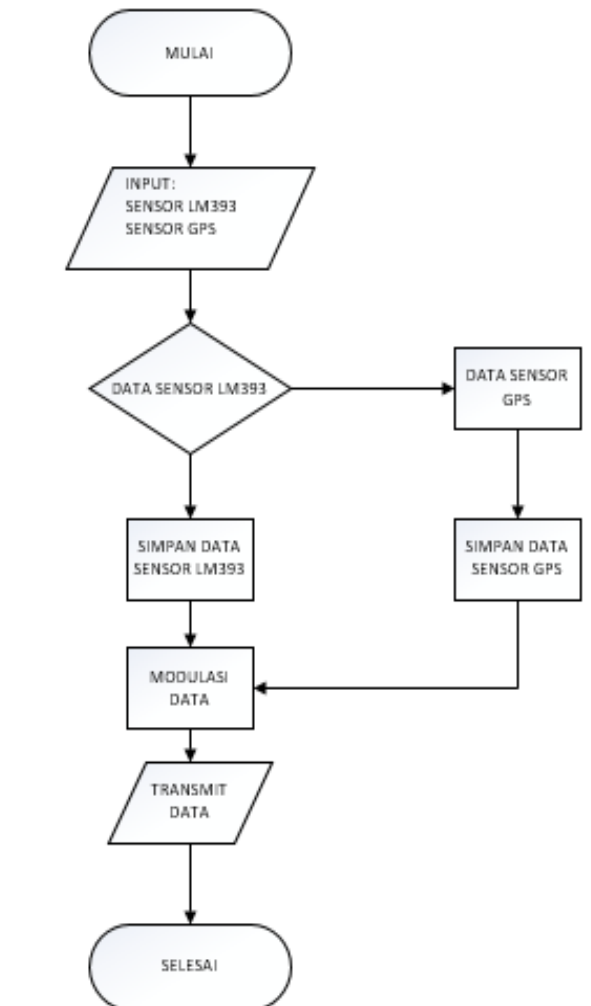 MULAI
INPUT:
SENSOR LM393
SENSOR GPS
DATA SENSOR LM393
DATA SENSOR
GPS
SIMPAN DATA
SENSOR LM393
SIMPAN DATA
SENSOR GPS
MODULASI
DATA
TRANSMIT
DATA
SELESAI